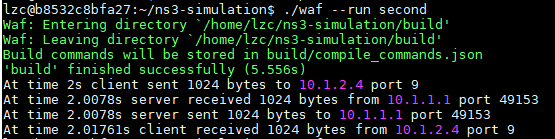 lzc@b8532c8bfa27:~/ns3-simulation$ ./waf --run second
Waf: Entering directory `/home/lzc/ns3-simulation/build'
Waf: Leaving directory `/home/lzc/ns3-simulation/build'
Build commands will be stored in build/compile_commands.json
'build' finished successfully (5.556s)
At time 2s client sent 1024 bytes to 10.1.2.4 port 9
At time 2.0078s server received 1024 bytes from 10.1.1.1 port 49153
At time 2.0078s server sent 1024 bytes to 10.1.1.1 port 49153
At time 2.01761s client received 1024 bytes from 10.1.2.4 port 9